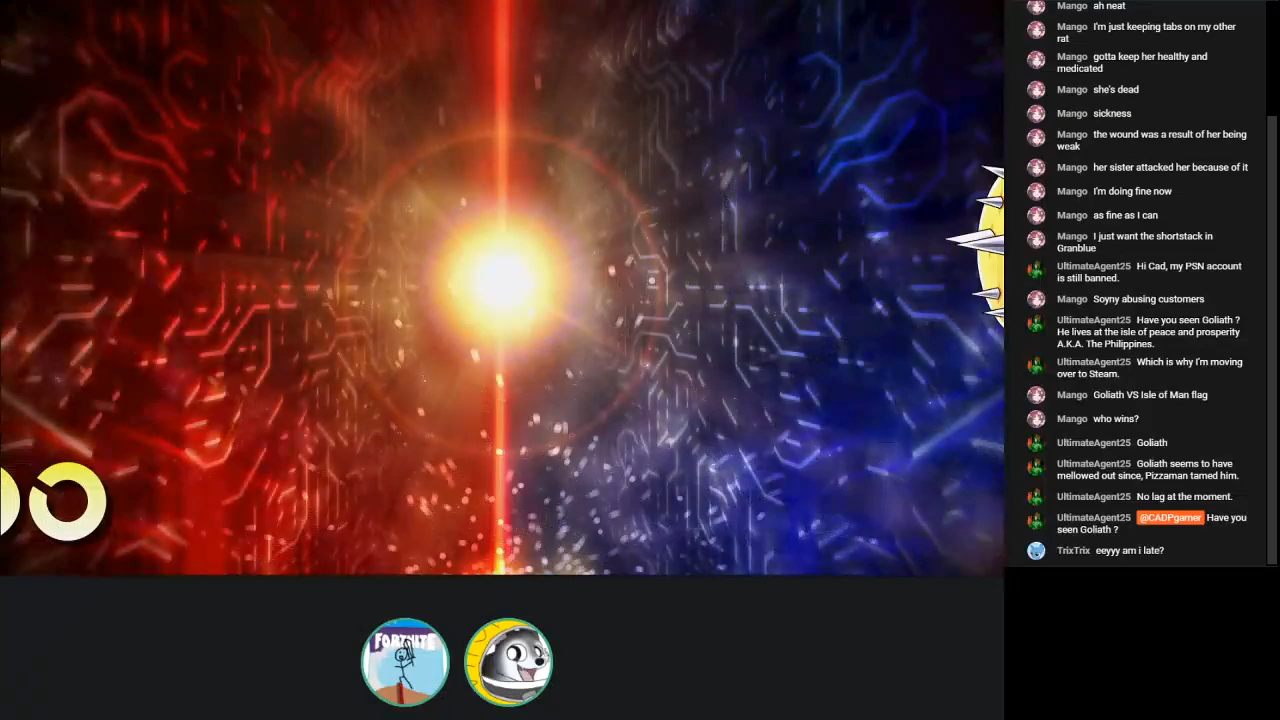 Mango ah neat
Mango I'm just keeping tabs on my other
rat
Mango gotta keep her healthy and
medicated
Mango she's dead
Mango sickness
Mango the wound was a result of her being
weak
Mango her sister attacked her because of it
Mango I'm doing fine now
Mango as fine as I can
Mango I just want the shortstack in
Granblue
UltimateAgent25 Hi Cad, my PSN account
is still banned.
Mango Soyny abusing customers
UltimateAgent25 Have you seen Goliath ?
He lives at the isle of peace and prosperity
A.K.A. The Philippines.
UltimateAgent25 Which is why I'm moving
over to Steam.
Mango Goliath VS Isle of Man flag
Mango who wins?
UltimateAgent25 Goliath
UltimateAgent25 Goliath seems to have
mellowed out since, Pizzaman tamed him.
UltimateAgent25 No lag at the moment.
UltimateAgent25 @CADPgamer Have you
seen Goliath ?
TrixTrix eeyyy am i late?
FORTNITE